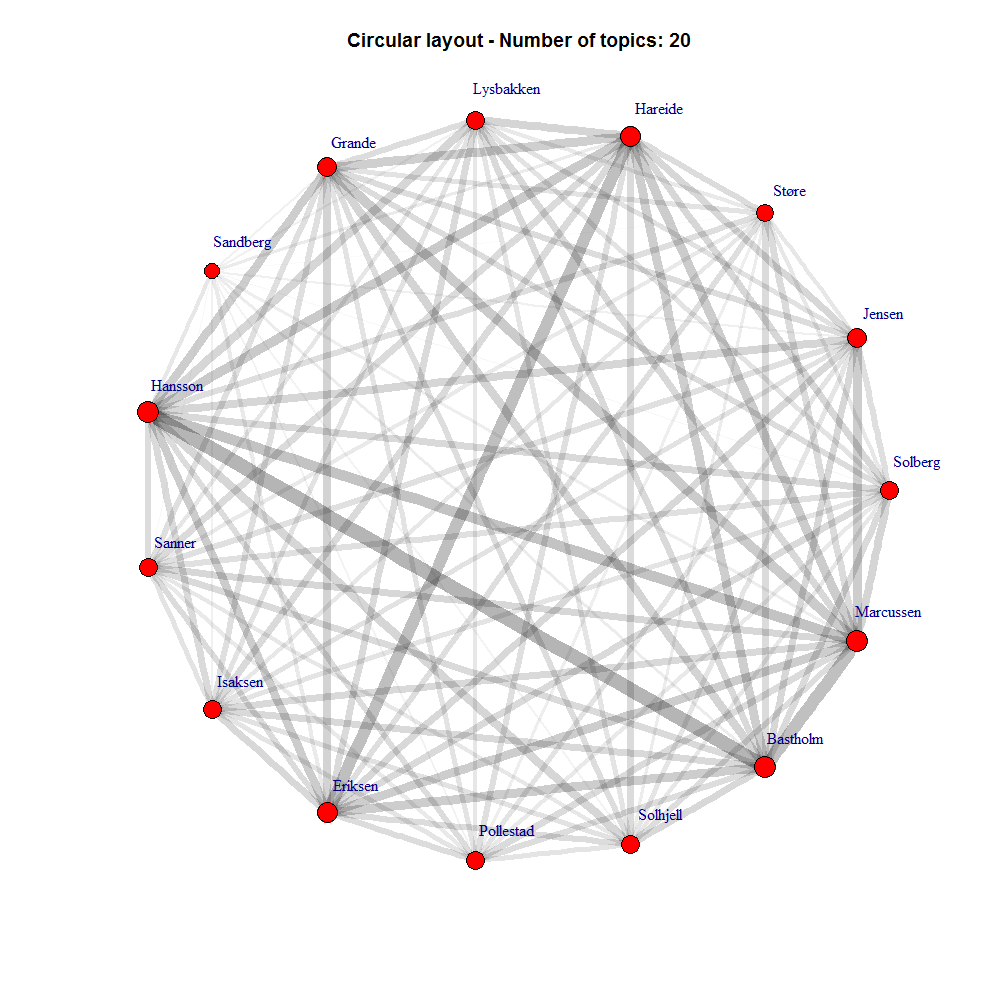 Circular layout - Number of topics: 20
Lysbakken
Hareide
Grande
Støre
Sandberg
Jensen
Hansson
Solberg
Sanner
Marcussen
Isaksen
Bastholm
Eriksen
Solhjell
Pollestad